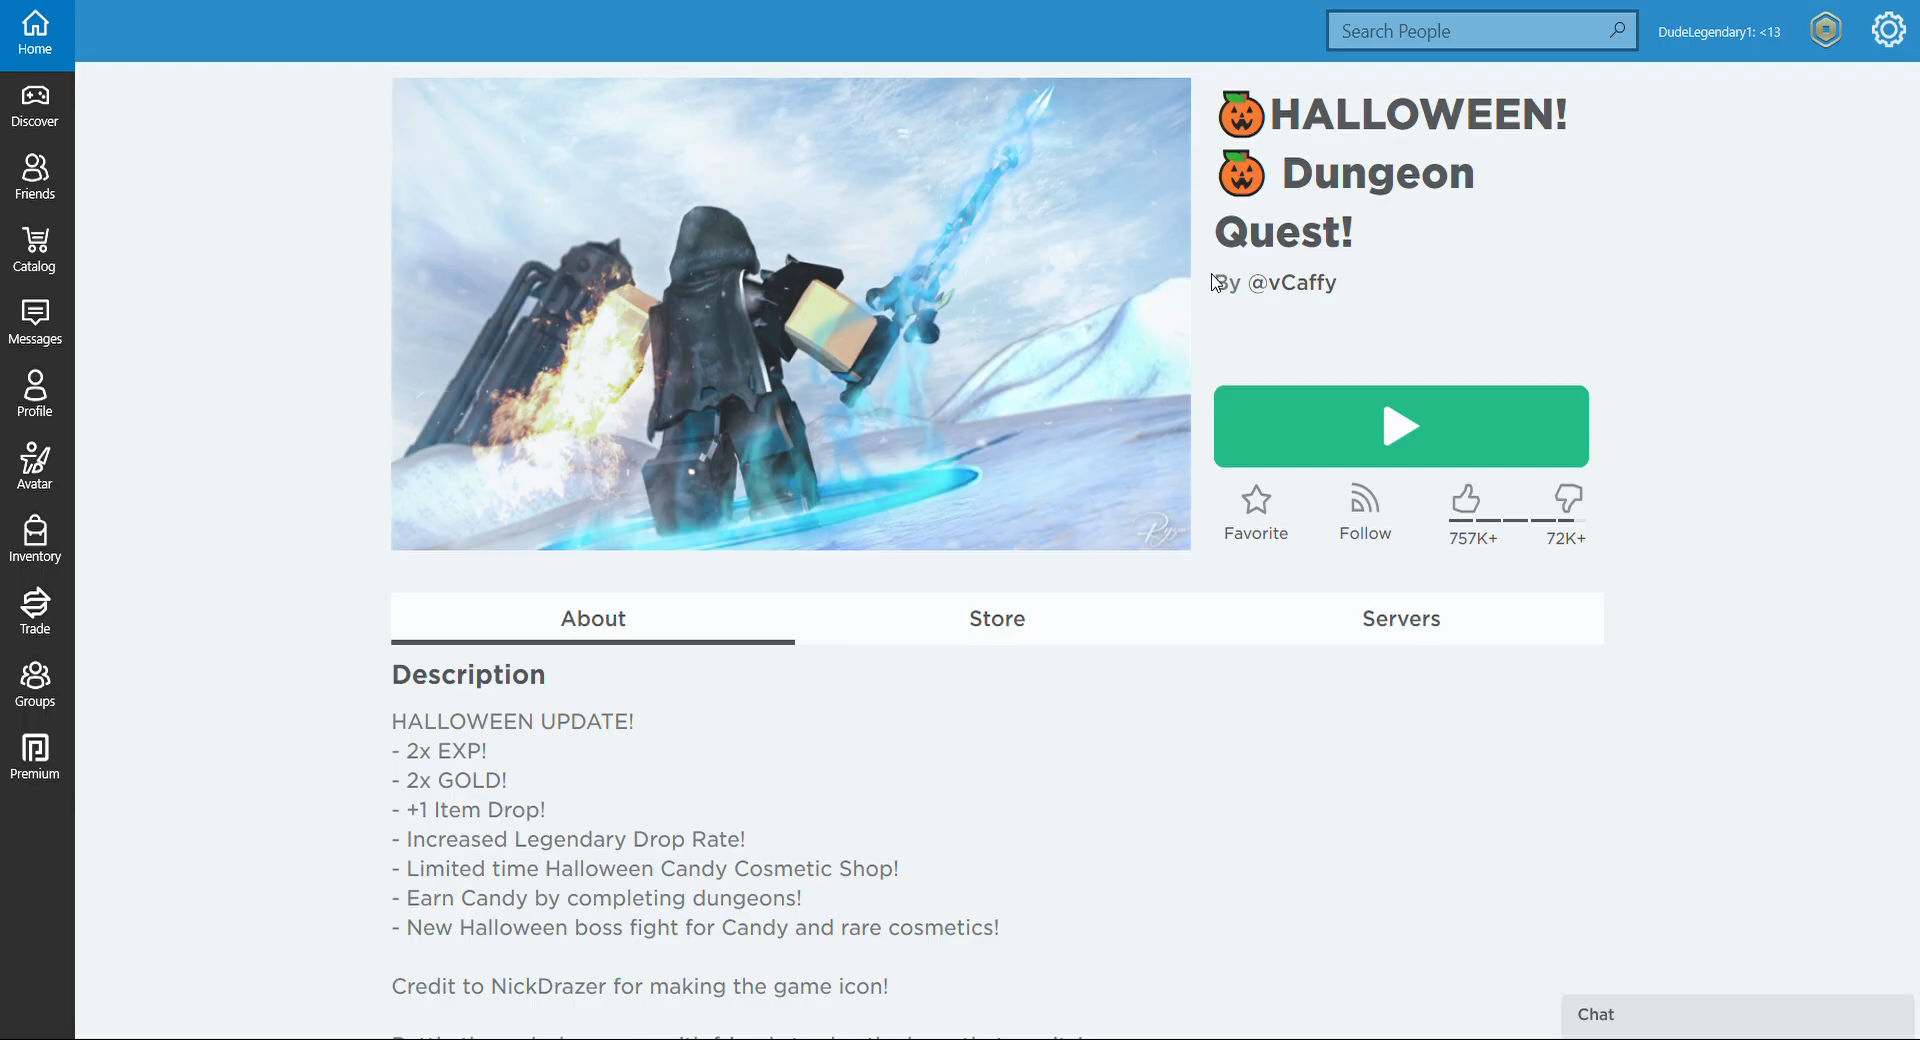 Home
Search People
DudeLegendary1: <13
Discover
Friends
Catalog
Messages
Profile
Avatar
Inventory
Trade
Groups
Premium
HALLOWEEN!
Dungeon
Quest!
By @vCaffy
Favorite
Follow
757K+
72K+
About
Store
Servers
Description
HALLOWEEN UPDATE!
- 2x EXP!
- 2x GOLD!
- +1 Item Drop!
- Increased Legendary Drop Rate!
- Limited time Halloween Candy Cosmetic Shop!
- Earn Candy by completing dungeons!
- New Halloween boss fight for Candy and rare cosmetics!
Credit to NickDrazer for making the game icon!
Chat